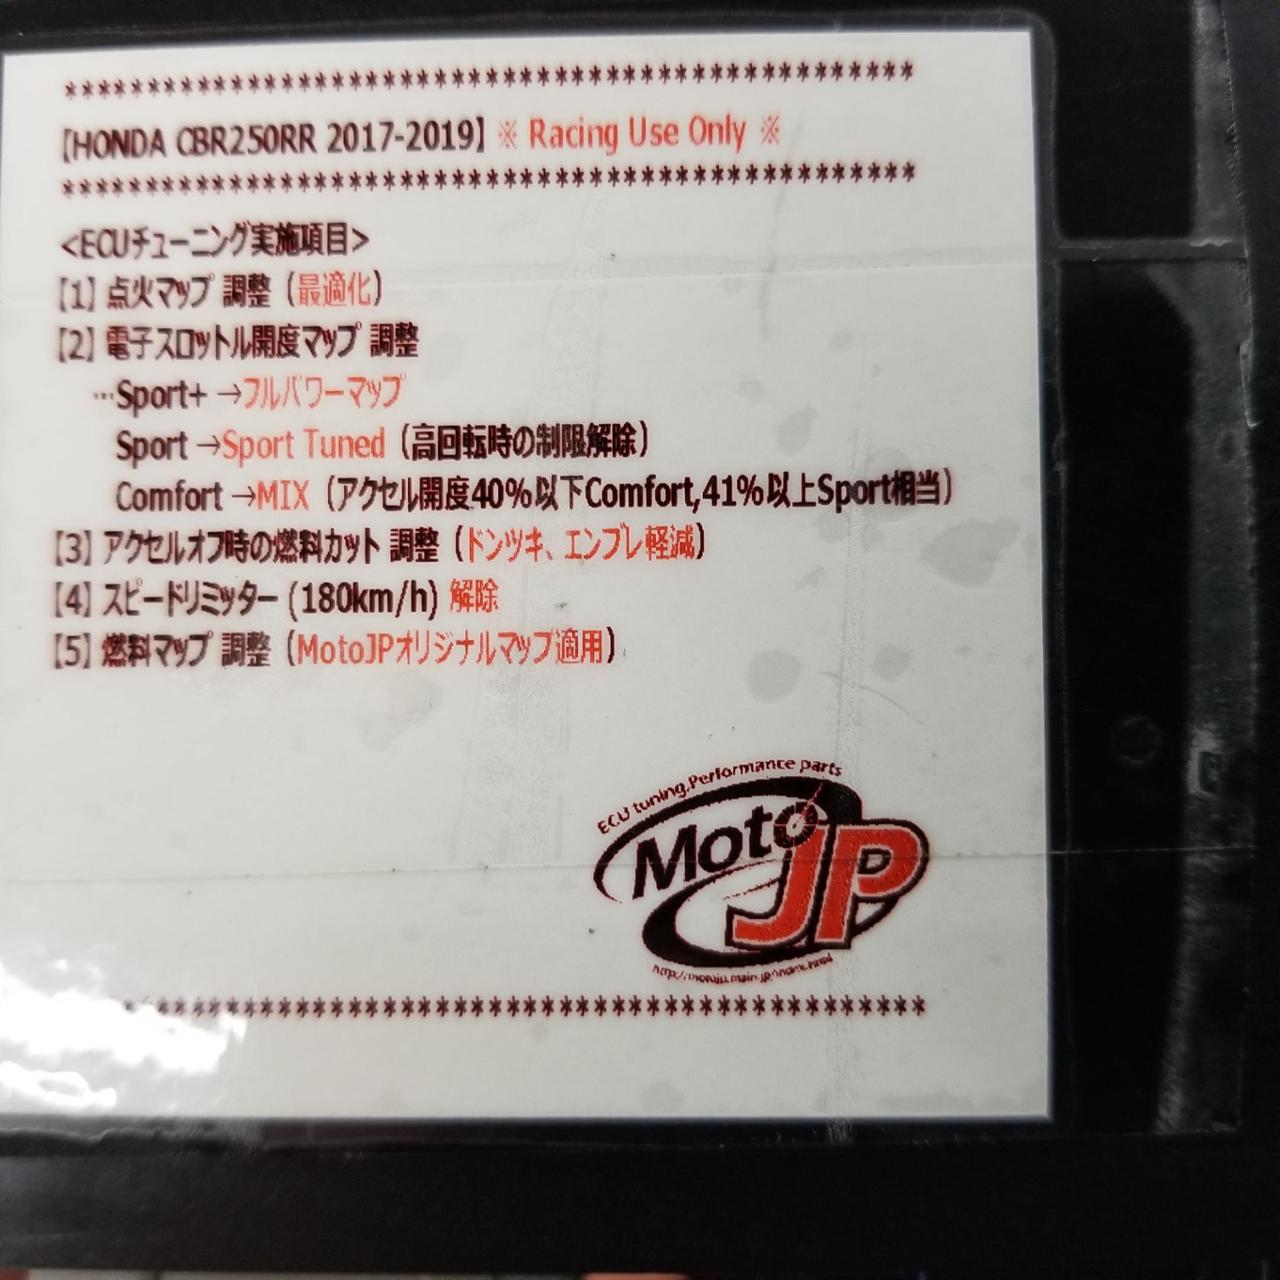 ***************************************************
【HONDA CBR250RR 2017-2019】※ Racing Use Only ※
***************************************************
<ECUチューニング実施項目>
【1】点火マップ 調整（最適化）
【2】電子スロットル開度マップ 調整
…Sport+ →フルパワーマップ
Sport →Sport Tuned（高回転時の制限解除）
Comfort →MIX（アクセル開度40%以下Comfort,41%以上Sport相当）
【3】アクセルオフ時の燃料カット 調整（ドンツキ、エンブレ軽減）
【4】スピードリミッター (180km/h) 解除
【5】燃料マップ 調整（MotoJPオリジナルマップ適用）
ECU tuning,Performance parts
Moto JP
************************************************